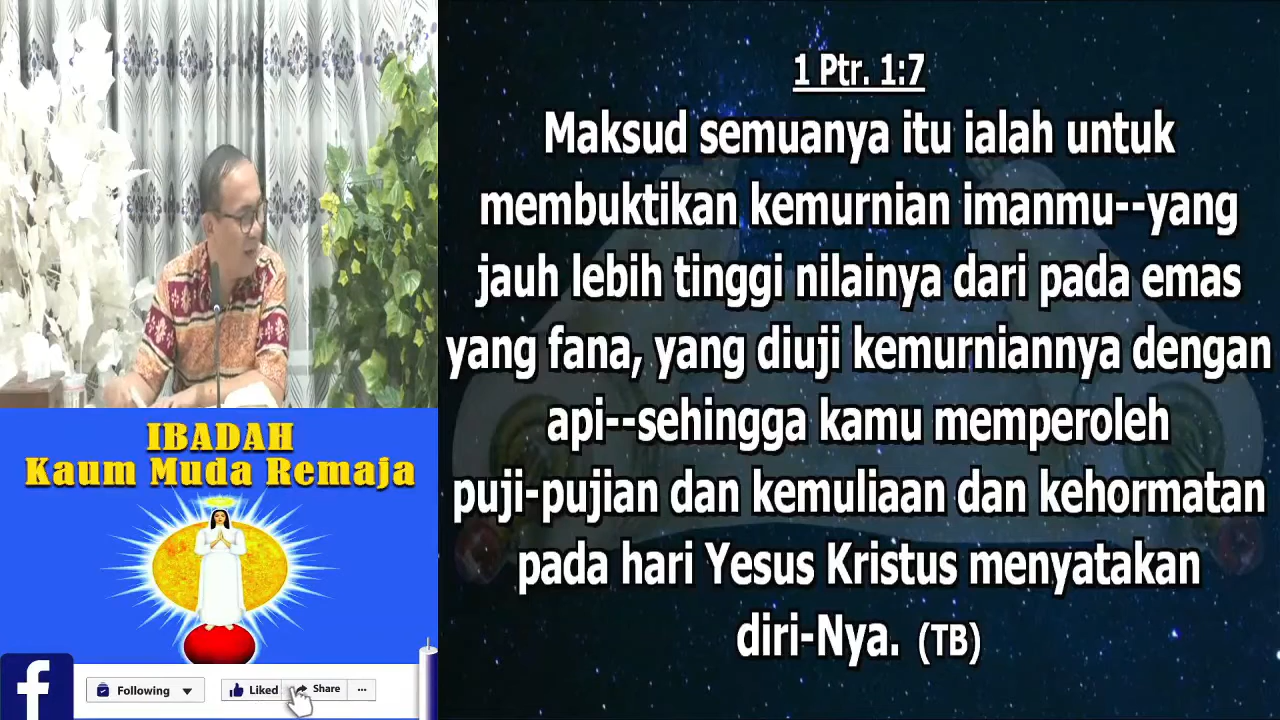 1 Ptr. 1:7
Maksud semuanya itu ialah untuk
membuktikan kemurnian imanmu--yang
jauh lebih tinggi nilainya dari pada emas
yang fana, yang diuji kemurniannya dengan
api--sehingga kamu memperoleh
puji-pujian dan kemuliaan dan kehormatan
pada hari Yesus Kristus menyatakan
diri-Nya. (TB)
IBADAH
Kaum Muda Remaja
f
Following
Liked
Share
...